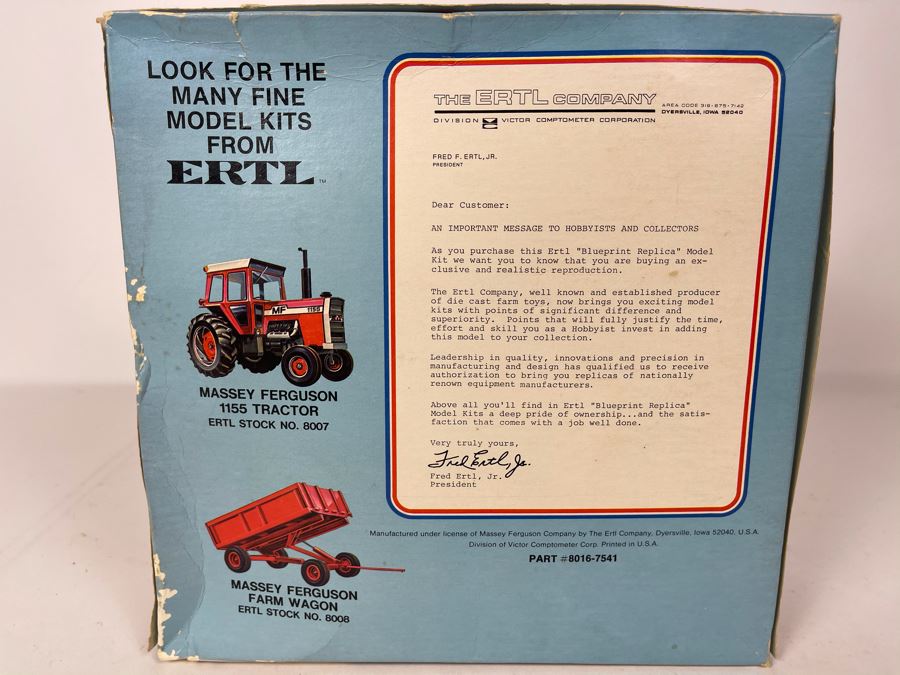 LOOK FOR THE
MANY FINE
MODEL KITS
FROM
ERTL™
MF 1155
MASSEY FERGUSON
1155 TRACTOR
ERTL STOCK NO. 8007
MASSEY FERGUSON
FARM WAGON
ERTL STOCK NO. 8008
THE ERTL COMPANY
DIVISION VICTOR COMPTOMETER CORPORATION
AREA CODE 319-875-7142
DYERSVILLE, IOWA 52040
FRED F. ERTL, JR.
PRESIDENT
Dear Customer:
AN IMPORTANT MESSAGE TO HOBBYISTS AND COLLECTORS
As you purchase this Ertl "Blueprint Replica" Model
Kit we want you to know that you are buying an ex-
clusive and realistic reproduction.
The Ertl Company, well known and established producer
of die cast farm toys, now brings you exciting model
kits with points of significant difference and
superiority. Points that will fully justify the time,
effort and skill you as a Hobbyist invest in adding
this model to your collection.
Leadership in quality, innovations and precision in
manufacturing and design has qualified us to receive
authorization to bring you replicas of nationally
renown equipment manufacturers.
Above all you'll find in Ertl "Blueprint Replica"
Model Kits a deep pride of ownership...and the satis-
faction that comes with a job well done.
Very truly yours,
Fred Ertl, Jr.
Fred Ertl, Jr.
President
Manufactured under license of Massey Ferguson Company by The Ertl Company, Dyersville, Iowa 52040, U.S.A.
Division of Victor Comptometer Corp. Printed in U.S.A.
PART #8016-7541